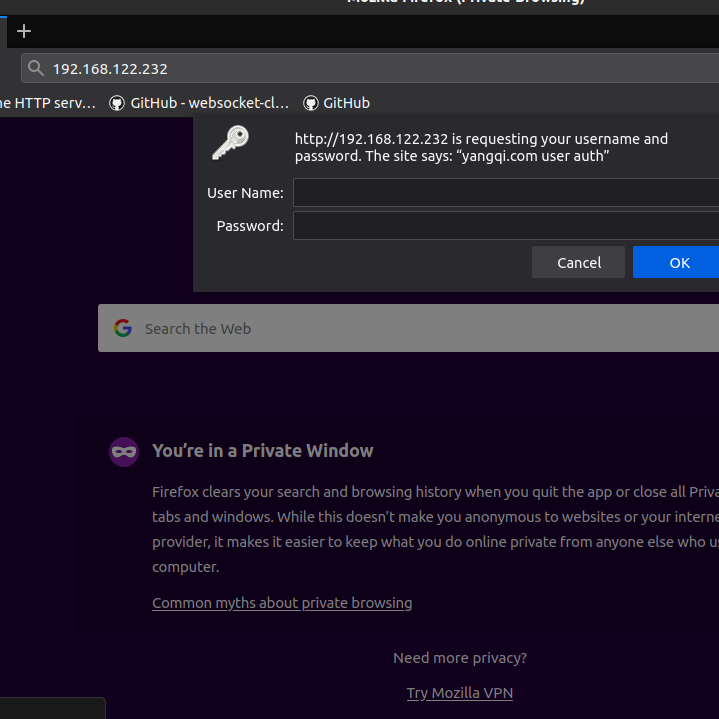 Mozilla Firefox (Private Browsing)
192.168.122.232
he HTTP serv… GitHub - websocket-cl… GitHub
http://192.168.122.232 is requesting your username and
password. The site says: “yangqi.com user auth”
User Name:
Password:
Cancel OK
Search the Web
You’re in a Private Window
Firefox clears your search and browsing history when you quit the app or close all Priva
tabs and windows. While this doesn’t make you anonymous to websites or your interne
provider, it makes it easier to keep what you do online private from anyone else who us
computer.
Common myths about private browsing
Need more privacy?
Try Mozilla VPN